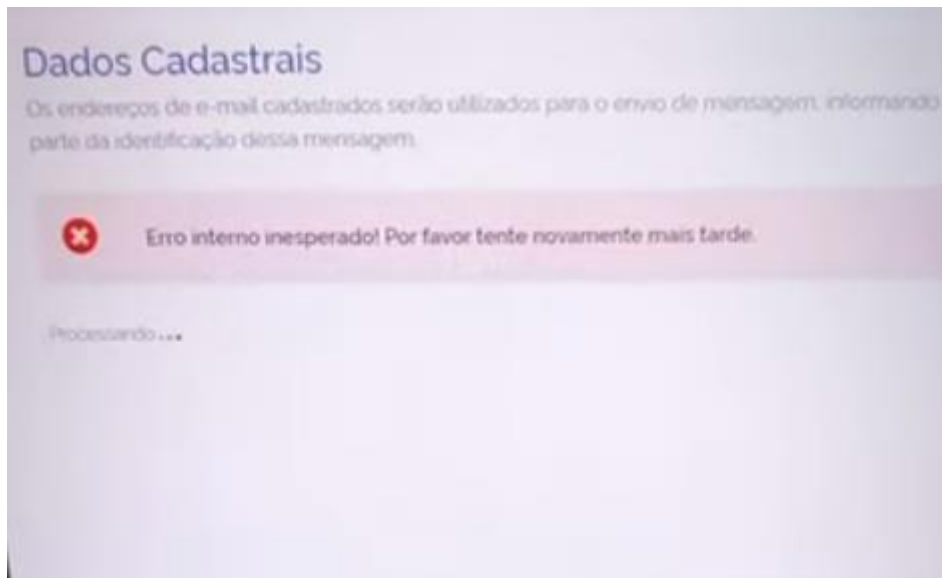 Dados Cadastrais
Os endereços de e-mail cadastrados serão utilizados para o envio de mensagem, informando
parte da identificação dessa mensagem.
Erro interno inesperado! Por favor tente novamente mais tarde.
Processando...